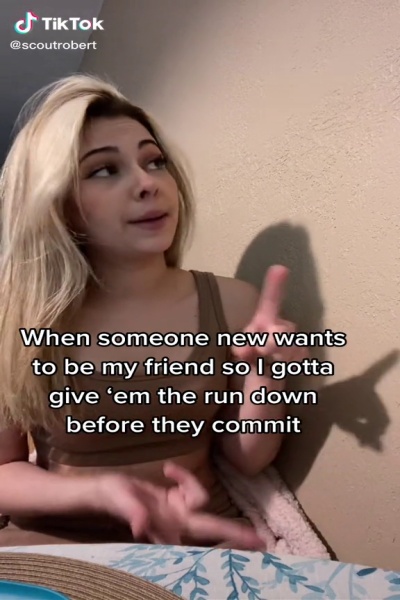 TikTok
@scoutrobert
When someone new wants
to be my friend so I gotta
give ‘em the run down
before they commit